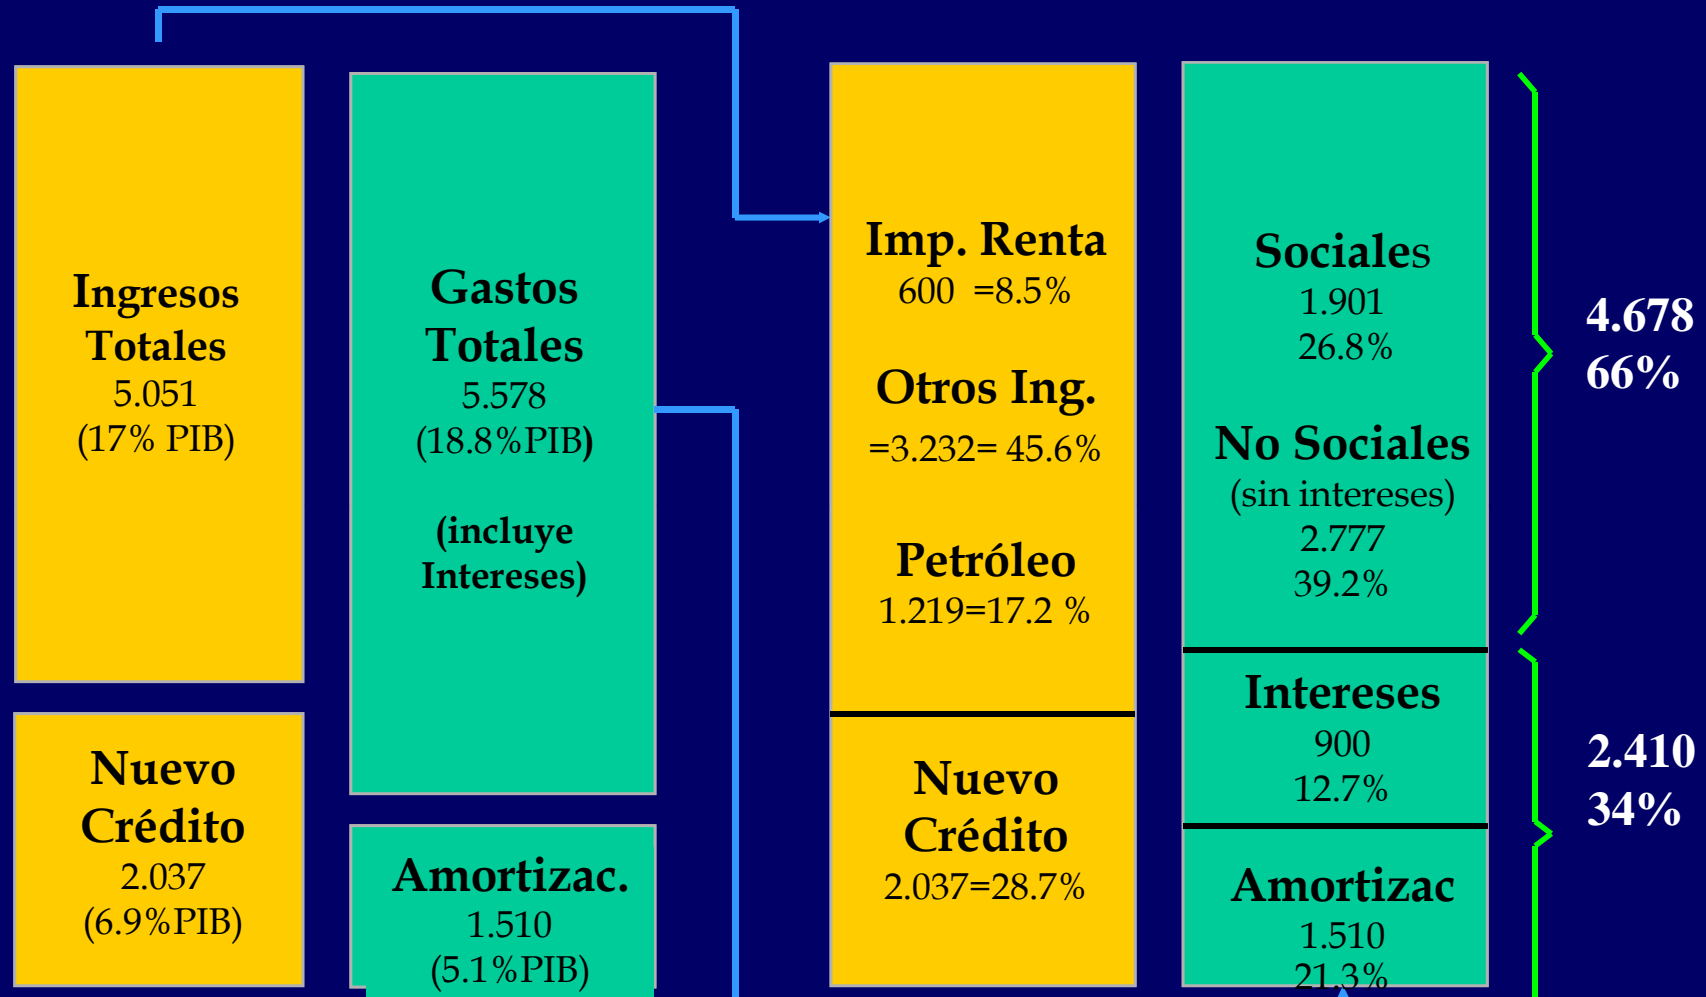 Ingresos
Totales
5.051
(17% PIB)
Nuevo
Crédito
2.037
(6.9%PIB)
Gastos
Totales
5.578
(18.8%PIB)
(incluye
Intereses)
Amortizac.
1.510
(5.1%PIB)
Imp. Renta
600 =8.5%
Otros Ing.
=3.232= 45.6%
Petróleo
1.219=17.2 %
Nuevo
Crédito
2.037=28.7%
Sociales
1.901
26.8%
No Sociales
(sin intereses)
2.777
39.2%
Intereses
900
12.7%
Amortizac
1.510
21.3%
4.678
66%
2.410
34%